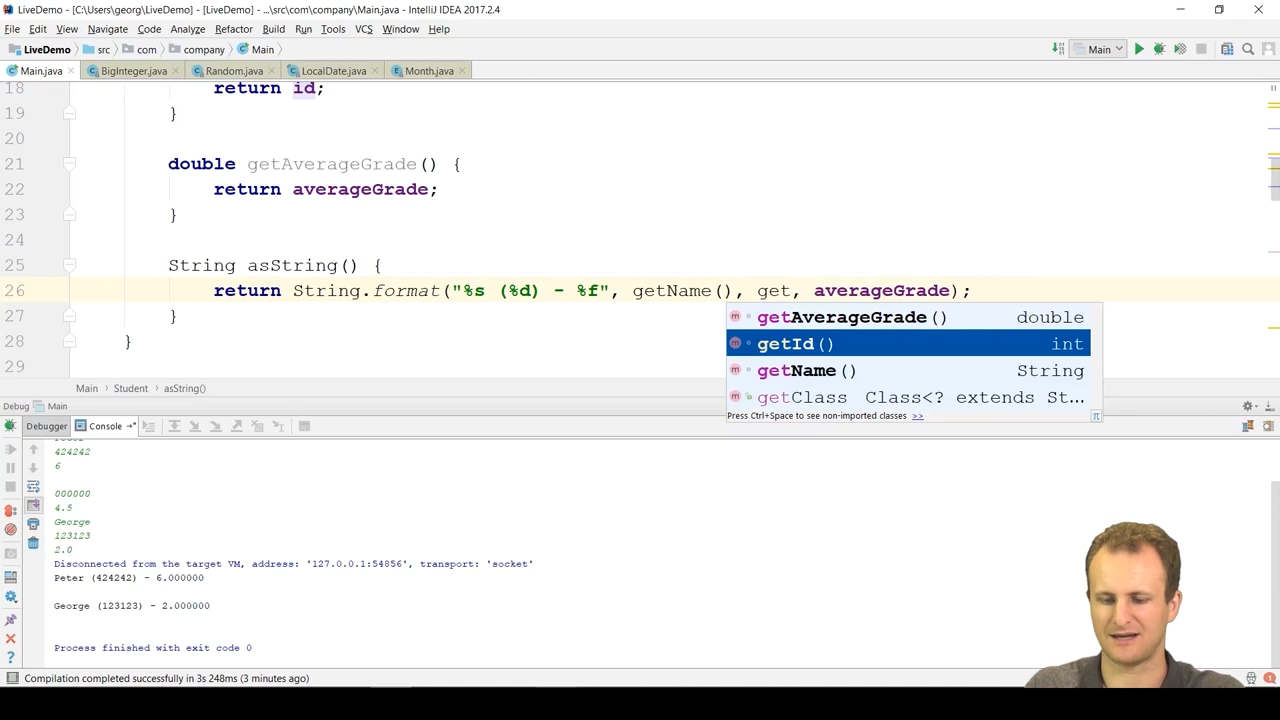 LiveDemo - [C:\Users\georg\LiveDemo] - [LiveDemo] - ...\src\com\company\Main.java - IntelliJ IDEA 2017.2.4
File Edit View Navigate Code Analyze Refactor Build Run Tools VCS Window Help
LiveDemo src com company Main Main
Main.java BigInteger.java Random.java LocalDate.java Month.java
18 return id;
19 }
20
21 double getAverageGrade() {
22 return averageGrade;
23 }
24
25 String asString() {
26 return String.format("%s (%d) - %f", getName(), get, averageGrade);
27 }
28 }
29
getAverageGrade() double
getId() int
getName() String
getClass Class<? extends St...
Press Ctrl+Space to see non-imported classes >> π
Main Student asString()
Debug Main
Debugger Console
424242
6
000000
4.5
George
123123
2.0
Disconnected from the target VM, address: '127.0.0.1:54856', transport: 'socket'
Peter (424242) - 6.000000
George (123123) - 2.000000
Process finished with exit code 0
Compilation completed successfully in 3s 248ms (3 minutes ago)